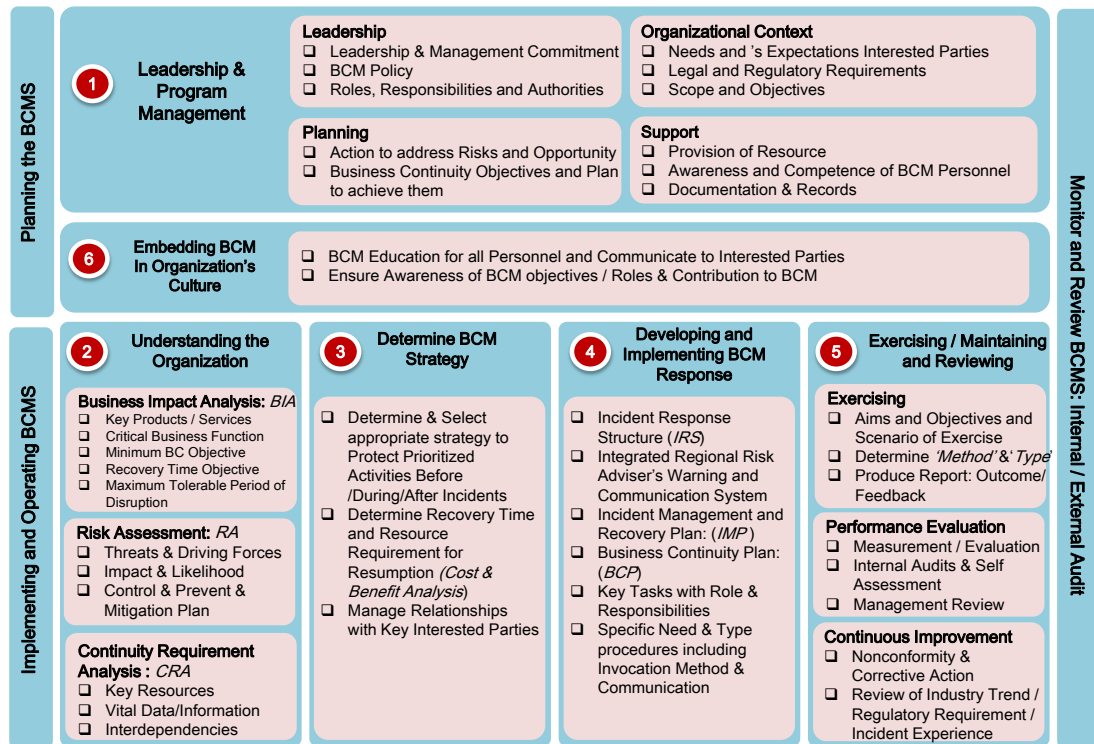 Planning the BCMS
1
Leadership &
Program
Management
Leadership
❑ Leadership & Management Commitment
❑ BCM Policy
❑ Roles, Responsibilities and Authorities
Organizational Context
❑ Needs and 's Expectations Interested Parties
❑ Legal and Regulatory Requirements
❑ Scope and Objectives
Planning
❑ Action to address Risks and Opportunity
❑ Business Continuity Objectives and Plan
to achieve them
Support
❑ Provision of Resource
❑ Awareness and Competence of BCM Personnel
❑ Documentation & Records
6
Embedding BCM
In Organization's
Culture
❑ BCM Education for all Personnel and Communicate to Interested Parties
❑ Ensure Awareness of BCM objectives / Roles & Contribution to BCM
Implementing and Operating BCMS
2
Understanding the
Organization
Business Impact Analysis: BIA
❑ Key Products / Services
❑ Critical Business Function
❑ Minimum BC Objective
❑ Recovery Time Objective
❑ Maximum Tolerable Period of
Disruption
Risk Assessment: RA
❑ Threats & Driving Forces
❑ Impact & Likelihood
❑ Control & Prevent &
Mitigation Plan
Continuity Requirement
Analysis : CRA
❑ Key Resources
❑ Vital Data/Information
❑ Interdependencies
3
Determine BCM
Strategy
❑ Determine & Select
appropriate strategy to
Protect Prioritized
Activities Before
/During/After Incidents
❑ Determine Recovery Time
and Resource
Requirement for
Resumption (Cost &
Benefit Analysis)
❑ Manage Relationships
with Key Interested Parties
4
Developing and
Implementing BCM
Response
❑ Incident Response
Structure (IRS)
❑ Integrated Regional Risk
Adviser's Warning and
Communication System
❑ Incident Management and
Recovery Plan: (IMP )
❑ Business Continuity Plan:
(BCP)
❑ Key Tasks with Role &
Responsibilities
❑ Specific Need & Type
procedures including
Invocation Method &
Communication
5
Exercising / Maintaining
and Reviewing
Exercising
❑ Aims and Objectives and
Scenario of Exercise
❑ Determine 'Method' &' Type'
❑ Produce Report: Outcome/
Feedback
Performance Evaluation
❑ Measurement / Evaluation
❑ Internal Audits & Self
Assessment
❑ Management Review
Continuous Improvement
❑ Nonconformity &
Corrective Action
❑ Review of Industry Trend /
Regulatory Requirement /
Incident Experience
Monitor and Review BCMS: Internal / External Audit